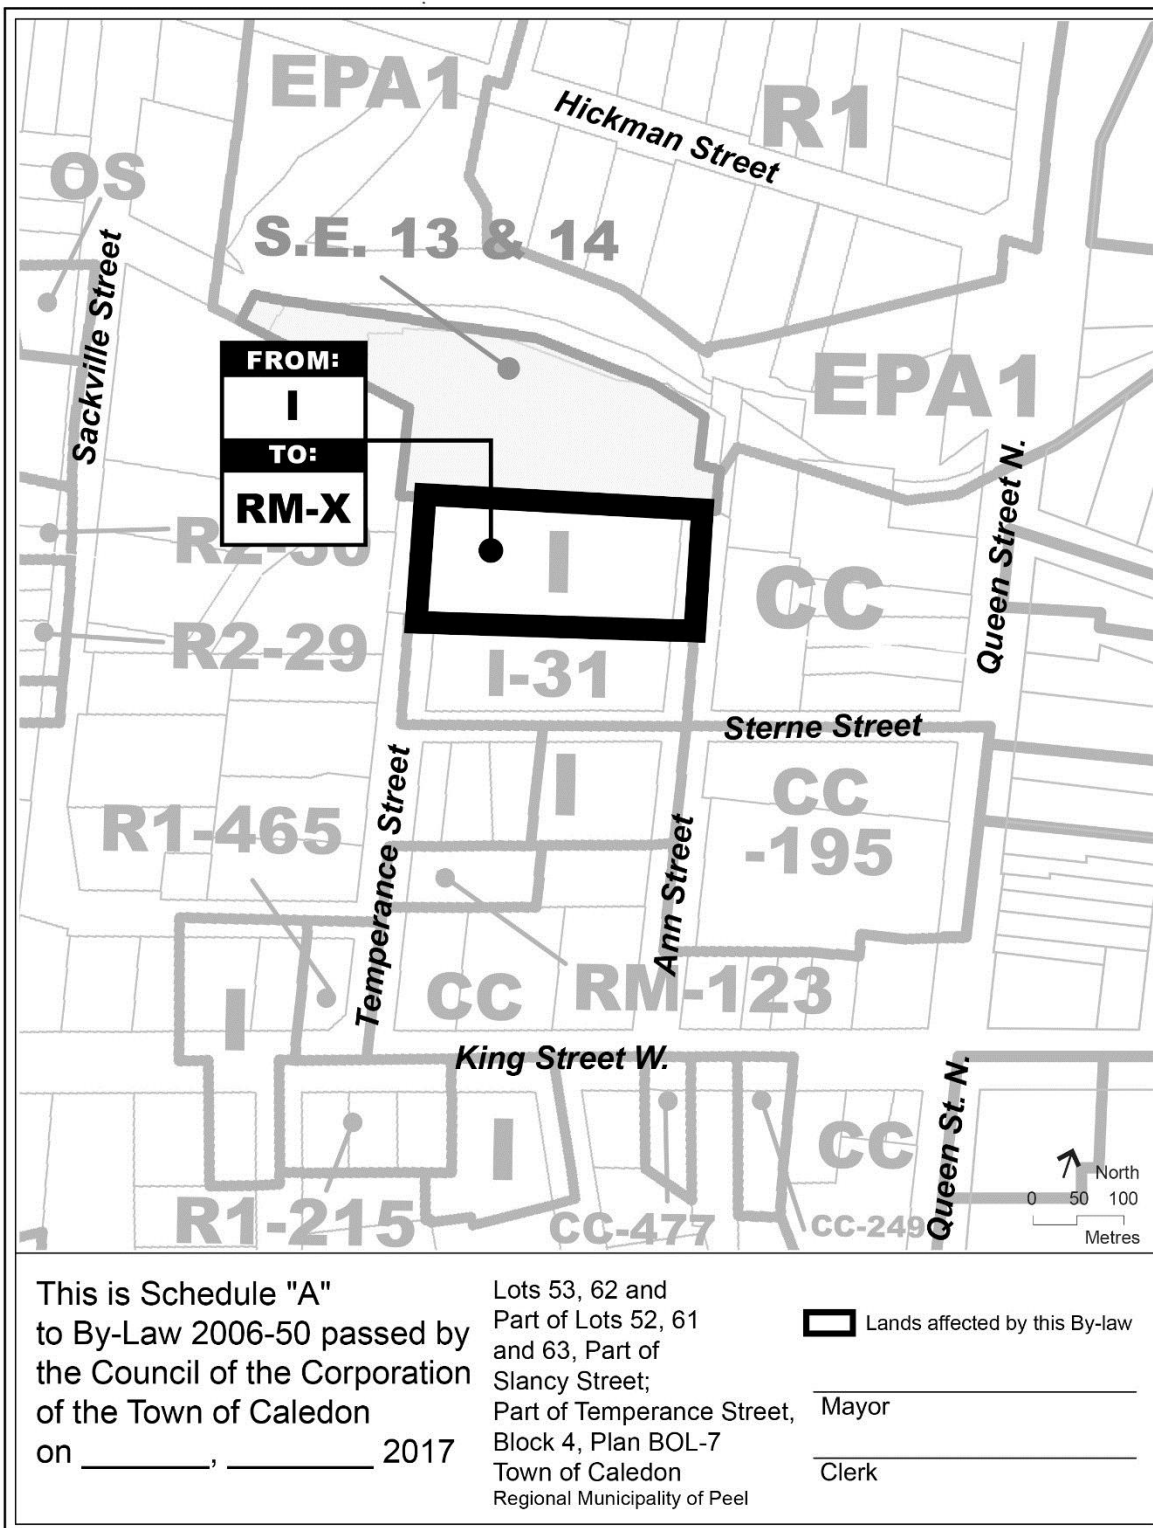 EPA1
R1
Hickman Street
OS
S.E. 13 & 14
Sackville Street
FROM:
I
TO:
RM-X
EPA1
Queen Street N.
I
CC
R2-29
I-31
Sterne Street
Temperance Street
I
CC
-195
R1-465
Ann Street
RM-123
CC
I
King Street W.
Queen St. N.
I
CC
R1-215
CC-477
CC-249
North
0 50 100
Metres
This is Schedule "A"
to By-Law 2006-50 passed by
the Council of the Corporation
of the Town of Caledon
on _______, ________ 2017
Lots 53, 62 and
Part of Lots 52, 61
and 63, Part of
Slancy Street;
Part of Temperance Street,
Block 4, Plan BOL-7
Town of Caledon
Regional Municipality of Peel
Lands affected by this By-law
Mayor
Clerk